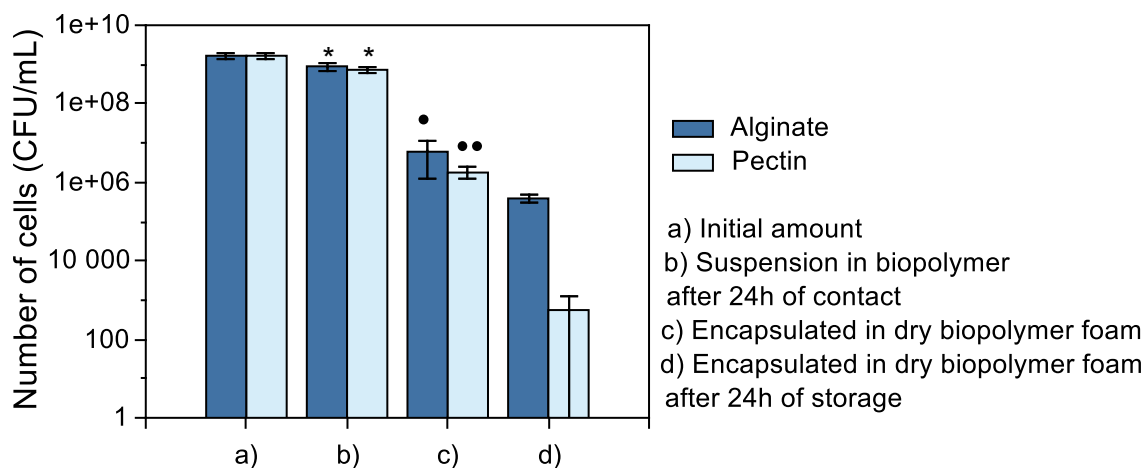 Number of cells (CFU/mL)
1e+10
1e+08
1e+06
10 000
100
1
* *
• ••
a) b) c) d)
Alginate
Pectin
a) Initial amount
b) Suspension in biopolymer
after 24h of contact
c) Encapsulated in dry biopolymer foam
d) Encapsulated in dry biopolymer foam
after 24h of storage